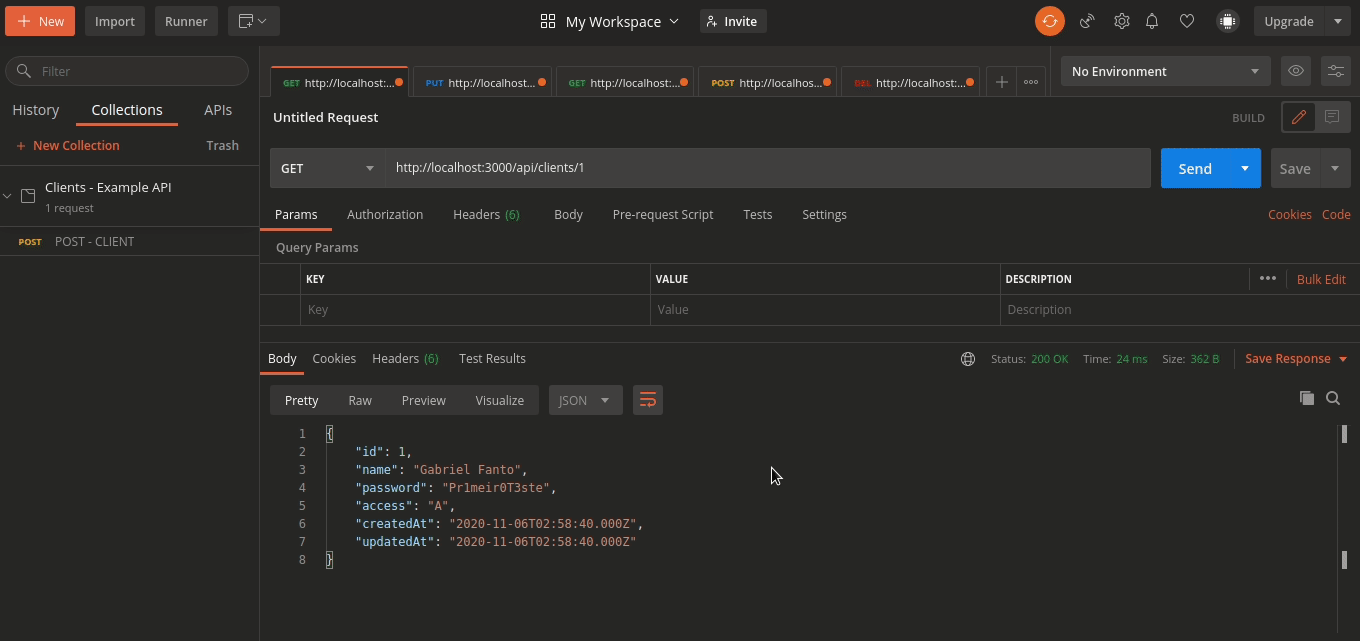 New Import Runner My Workspace Invite Upgrade
Filter
GET http://localhost:... PUT http://localhost... GET http://localhost:... POST http://localhos... DEL http://localhost:... No Environment
History Collections APIs
Untitled Request BUILD
New Collection Trash
GET http://localhost:3000/api/clients/1 Send Save
Clients - Example API
1 request
Params Authorization Headers (6) Body Pre-request Script Tests Settings Cookies Code
POST POST - CLIENT
Query Params
KEY VALUE DESCRIPTION Bulk Edit
Key Value Description
Body Cookies Headers (6) Test Results Status: 200 OK Time: 24 ms Size: 362 B Save Response
Pretty Raw Preview Visualize JSON
1 {
2 "id": 1,
3 "name": "Gabriel Fanto",
4 "password": "Pr1meir0T3ste",
5 "access": "A",
6 "createdAt": "2020-11-06T02:58:40.000Z",
7 "updatedAt": "2020-11-06T02:58:40.000Z"
8 }